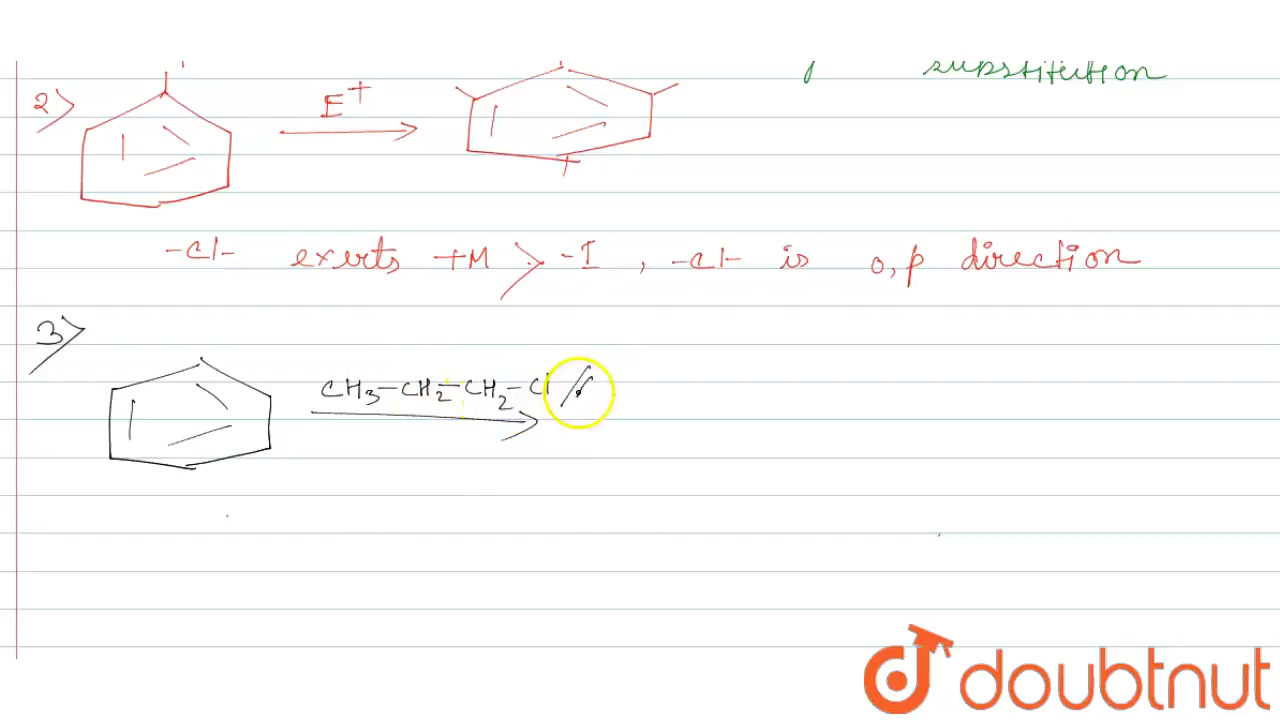 substitution
2>
E+
+
-Cl- exerts +M > -I , -Cl- is o,p direction
3>
CH3-CH2-CH2-Cl //
doubtnut